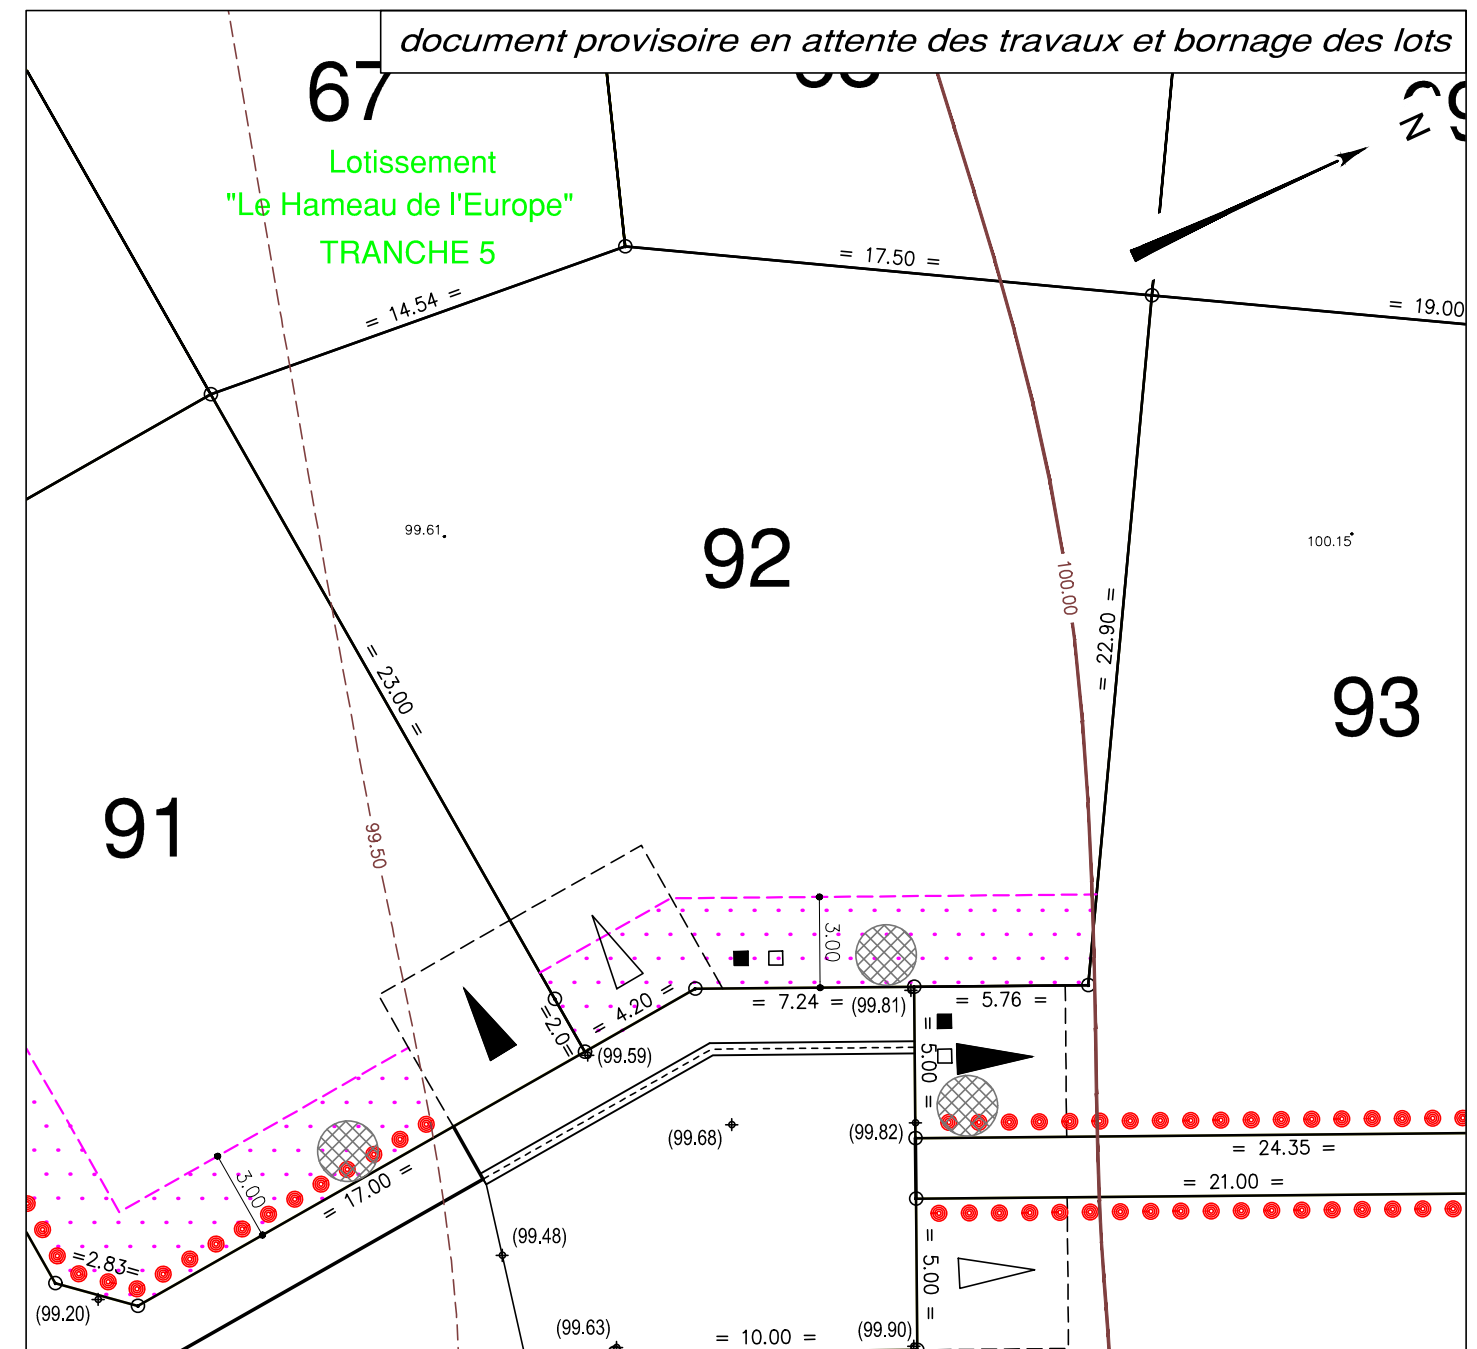 document provisoire en attente des travaux et bornage des lots
67
N
Lotissement
"Le Hameau de l'Europe"
TRANCHE 5
= 17.50 =
= 14.54 =
= 19.00
99.61
92
100.15
100.00
= 22.90 =
= 23.00 =
93
91
99.50
3.00
= 4.20 =
= 7.24 =
(99.81)
= 5.76 =
=2.0=
(99.59)
= 5.00 =
(99.68)
(99.82)
= 24.35 =
= 17.00 =
3.00
= 21.00 =
(99.48)
=2.83=
= 5.00 =
(99.20)
(99.63)
= 10.00 =
(99.90)